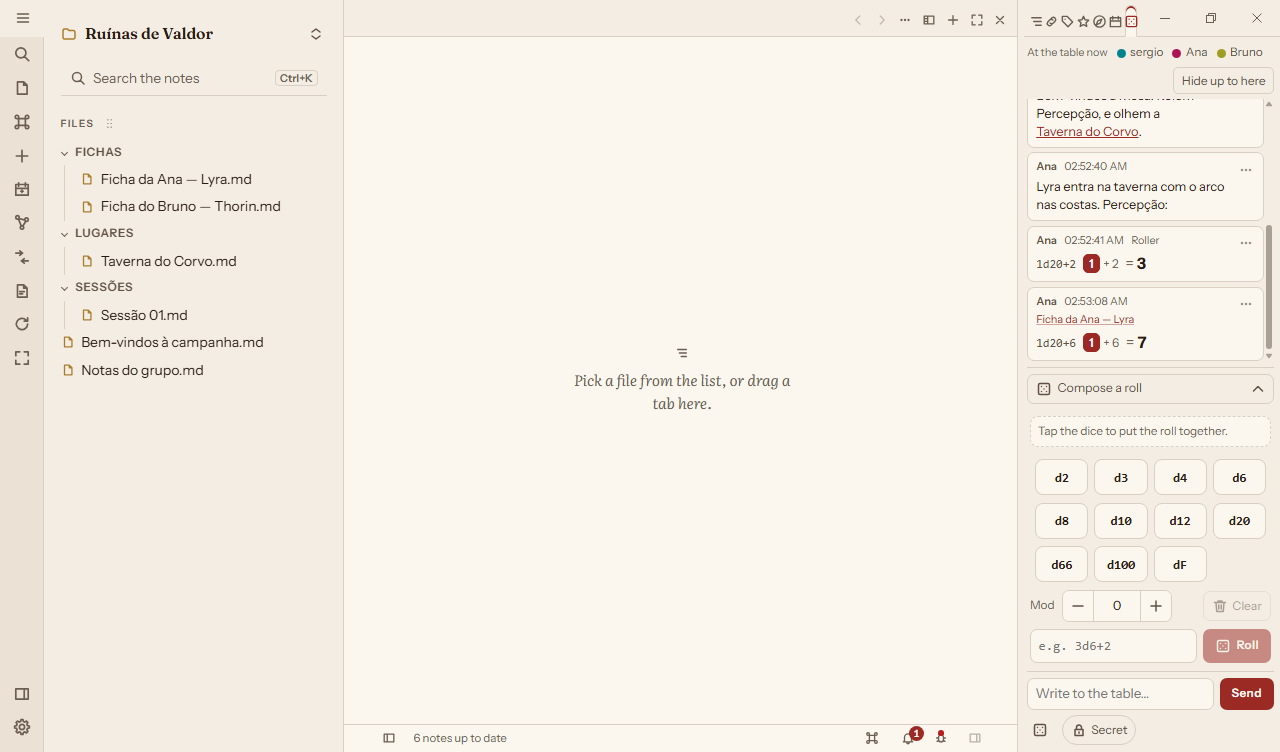 Ruínas de Valdor
Search the notes
Ctrl+K
FILES
FICHAS
Ficha da Ana — Lyra.md
Ficha do Bruno — Thorin.md
LUGARES
Taverna do Corvo.md
SESSÕES
Sessão 01.md
Bem-vindos à campanha.md
Notas do grupo.md
Pick a file from the list, or drag a
tab here.
6 notes up to date
1
At the table now sergio Ana Bruno
Hide up to here
Percepção, e olhem a
Taverna do Corvo.
Ana 02:52:40 AM
Lyra entra na taverna com o arco
nas costas. Percepção:
Ana 02:52:41 AM Roller
1d20+2 1 + 2 = 3
Ana 02:53:08 AM
Ficha da Ana — Lyra
1d20+6 1 + 6 = 7
Compose a roll
Tap the dice to put the roll together.
d2 d3 d4 d6
d8 d10 d12 d20
d66 d100 dF
Mod 0 Clear
e.g. 3d6+2 Roll
Write to the table... Send
Secret